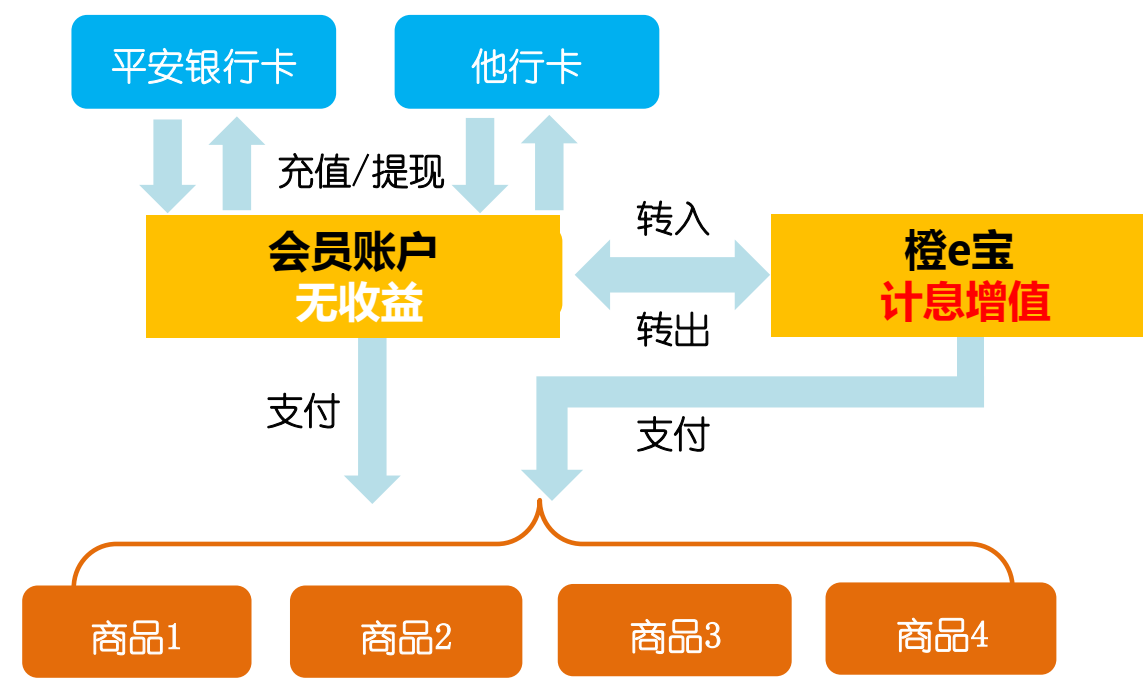 平安银行卡
他行卡
充值/提现
会员账户
无收益
转入
转出
橙e宝
计息增值
支付
支付
商品1
商品2
商品3
商品4